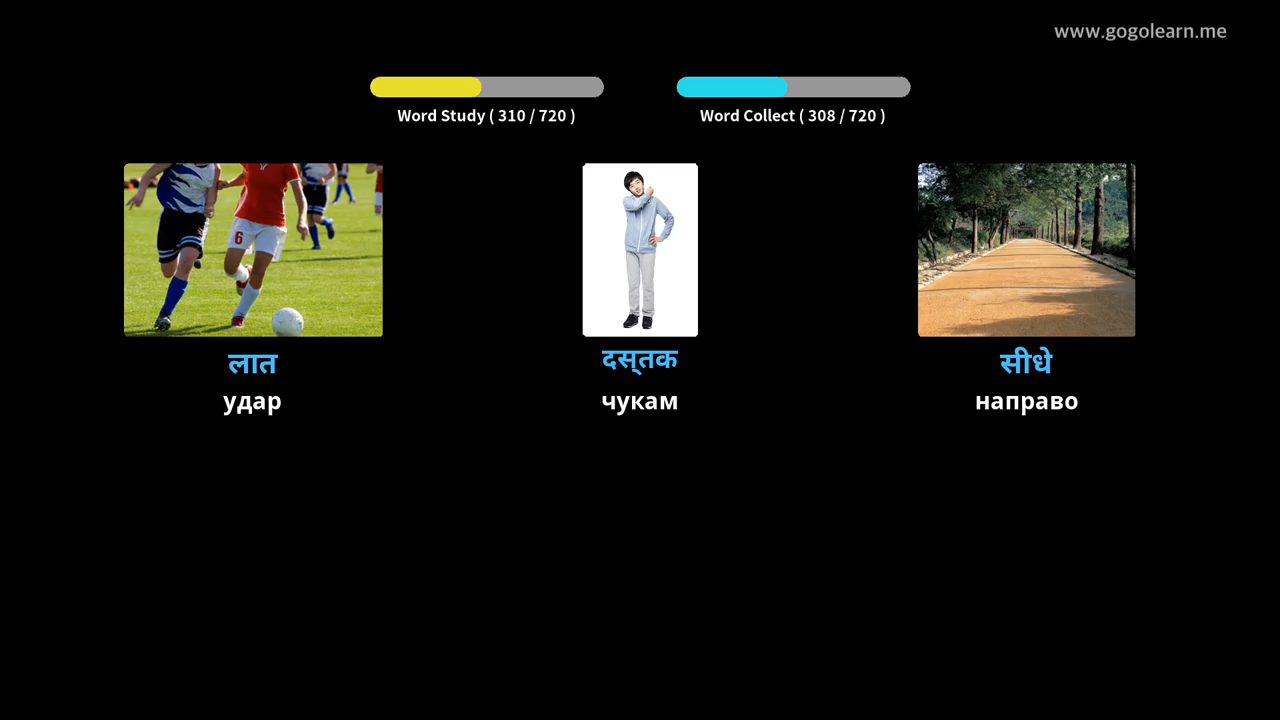 www.gogolearn.me
Word Study ( 310 / 720 )
Word Collect ( 308 / 720 )
लात
दस्तक
सीधे
удар
чукам
направо